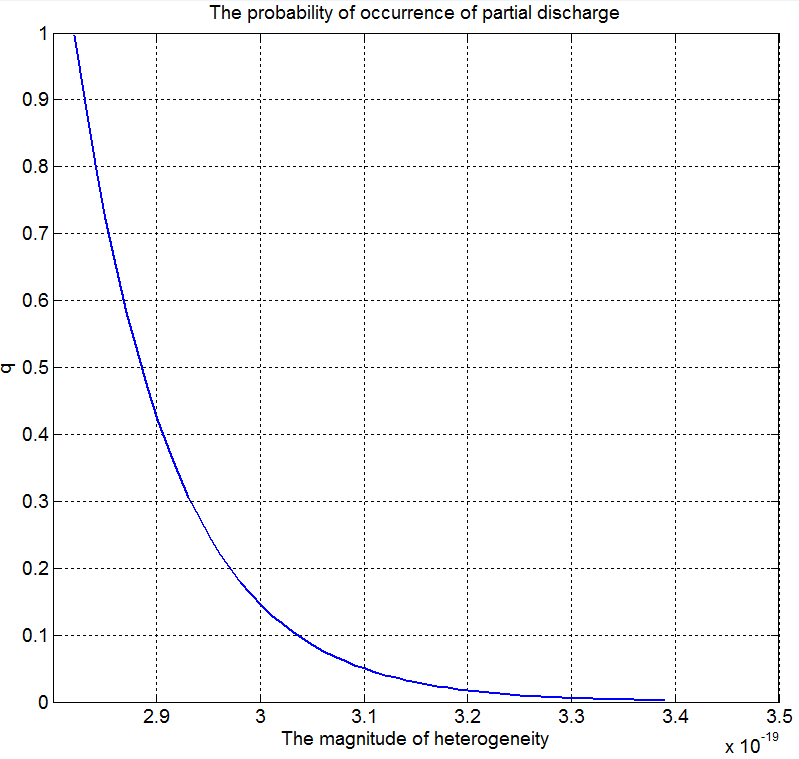 The probability of occurrence of partial discharge
1
0.9
0.8
0.7
0.6
0.5
q
0.4
0.3
0.2
0.1
0
2.9 3 3.1 3.2 3.3 3.4 3.5
The magnitude of heterogeneity
x 10^-19